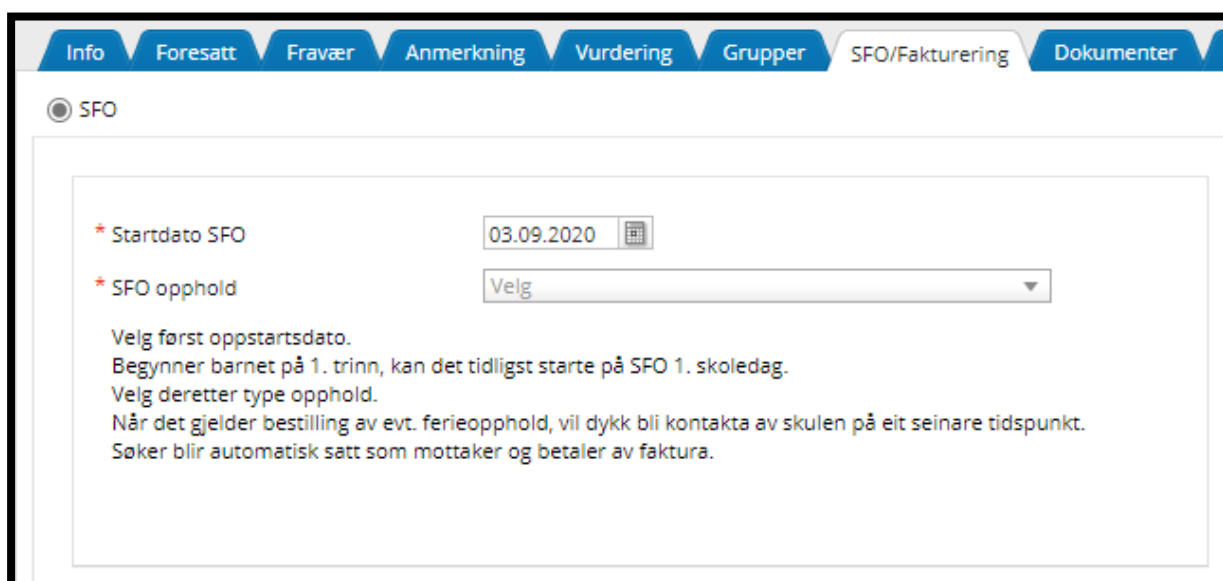 Info Foresatt Fravær Anmerkning Vurdering Grupper SFO/Fakturering Dokumenter
SFO
* Startdato SFO 03.09.2020
* SFO opphold Velg
Velg først oppstartsdato.
Begynner barnet på 1. trinn, kan det tidligst starte på SFO 1. skoledag.
Velg deretter type opphold.
Når det gjelder bestilling av evt. ferieopphold, vil dykk bli kontakta av skulen på eit seinare tidspunkt.
Søker blir automatisk satt som mottaker og betaler av faktura.